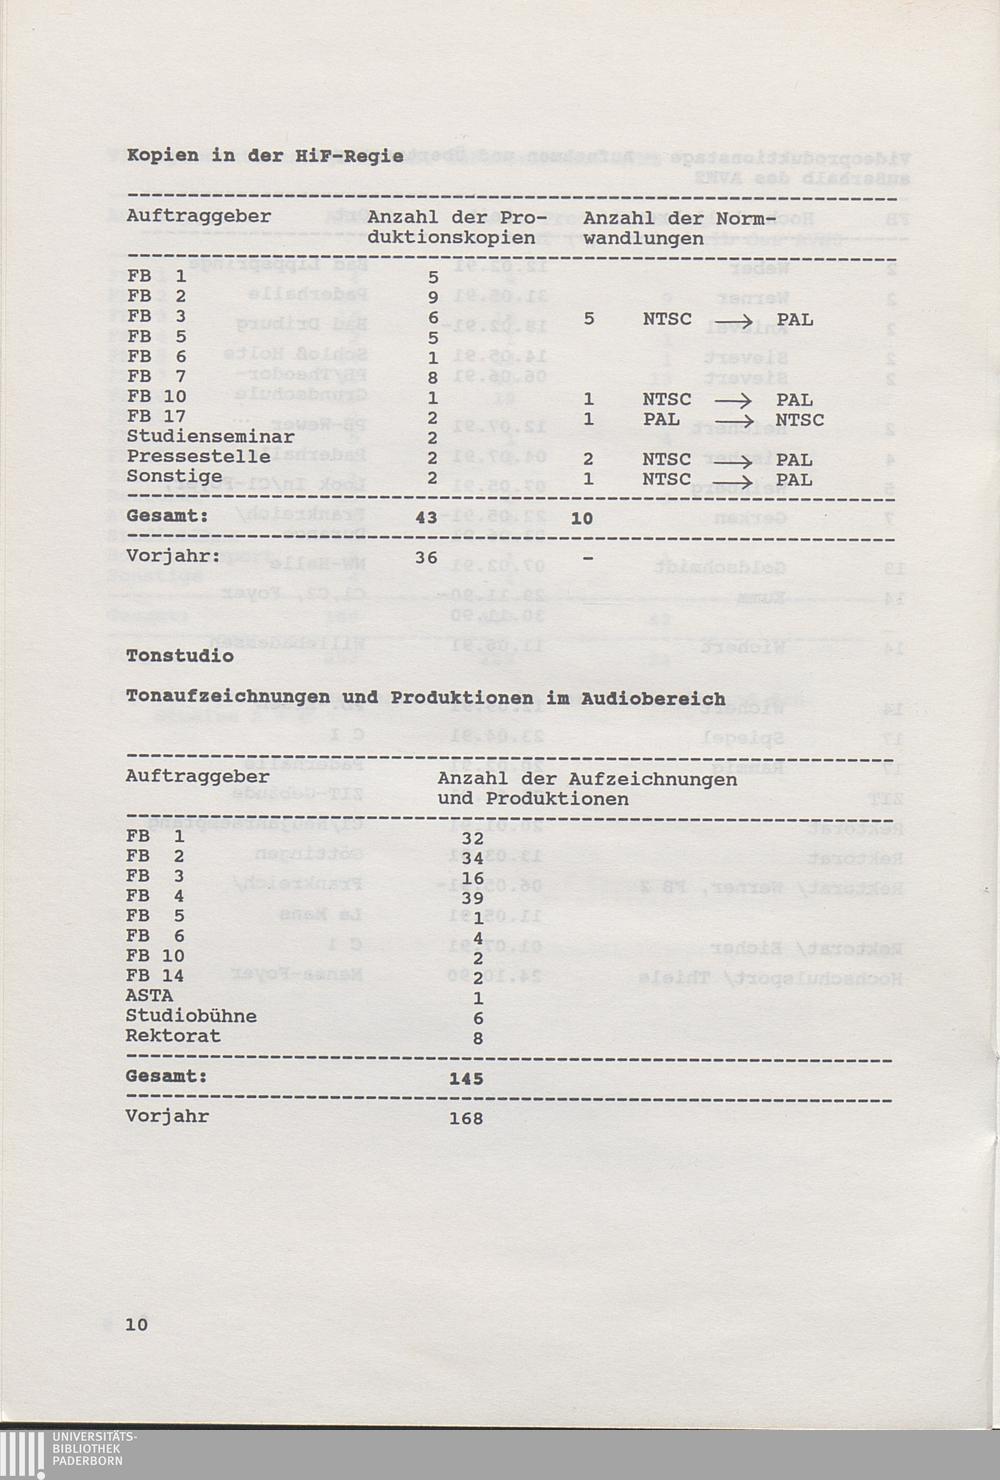 Kopien in der HiF-Regie
Auftraggeber Anzahl der Pro- Anzahl der Norm-
duktionskopien wandlungen
FB 1 5
FB 2 9
FB 3 6 5 NTSC ⟶ PAL
FB 5 5
FB 6 1
FB 7 8
FB 10 1 1 NTSC ⟶ PAL
FB 17 2 1 PAL ⟶ NTSC
Studienseminar 2
Pressestelle 2 2 NTSC ⟶ PAL
Sonstige 2 1 NTSC ⟶ PAL
Gesamt: 43 10
Vorjahr: 36 -
Tonstudio
Tonaufzeichnungen und Produktionen im Audiobereich
Auftraggeber Anzahl der Aufzeichnungen
und Produktionen
FB 1 32
FB 2 34
FB 3 16
FB 4 39
FB 5 1
FB 6 4
FB 10 2
FB 14 2
ASTA 1
Studiobühne 6
Rektorat 8
Gesamt: 145
Vorjahr 168
10
UNIVERSITÄTS-
BIBLIOTHEK
PADERBORN